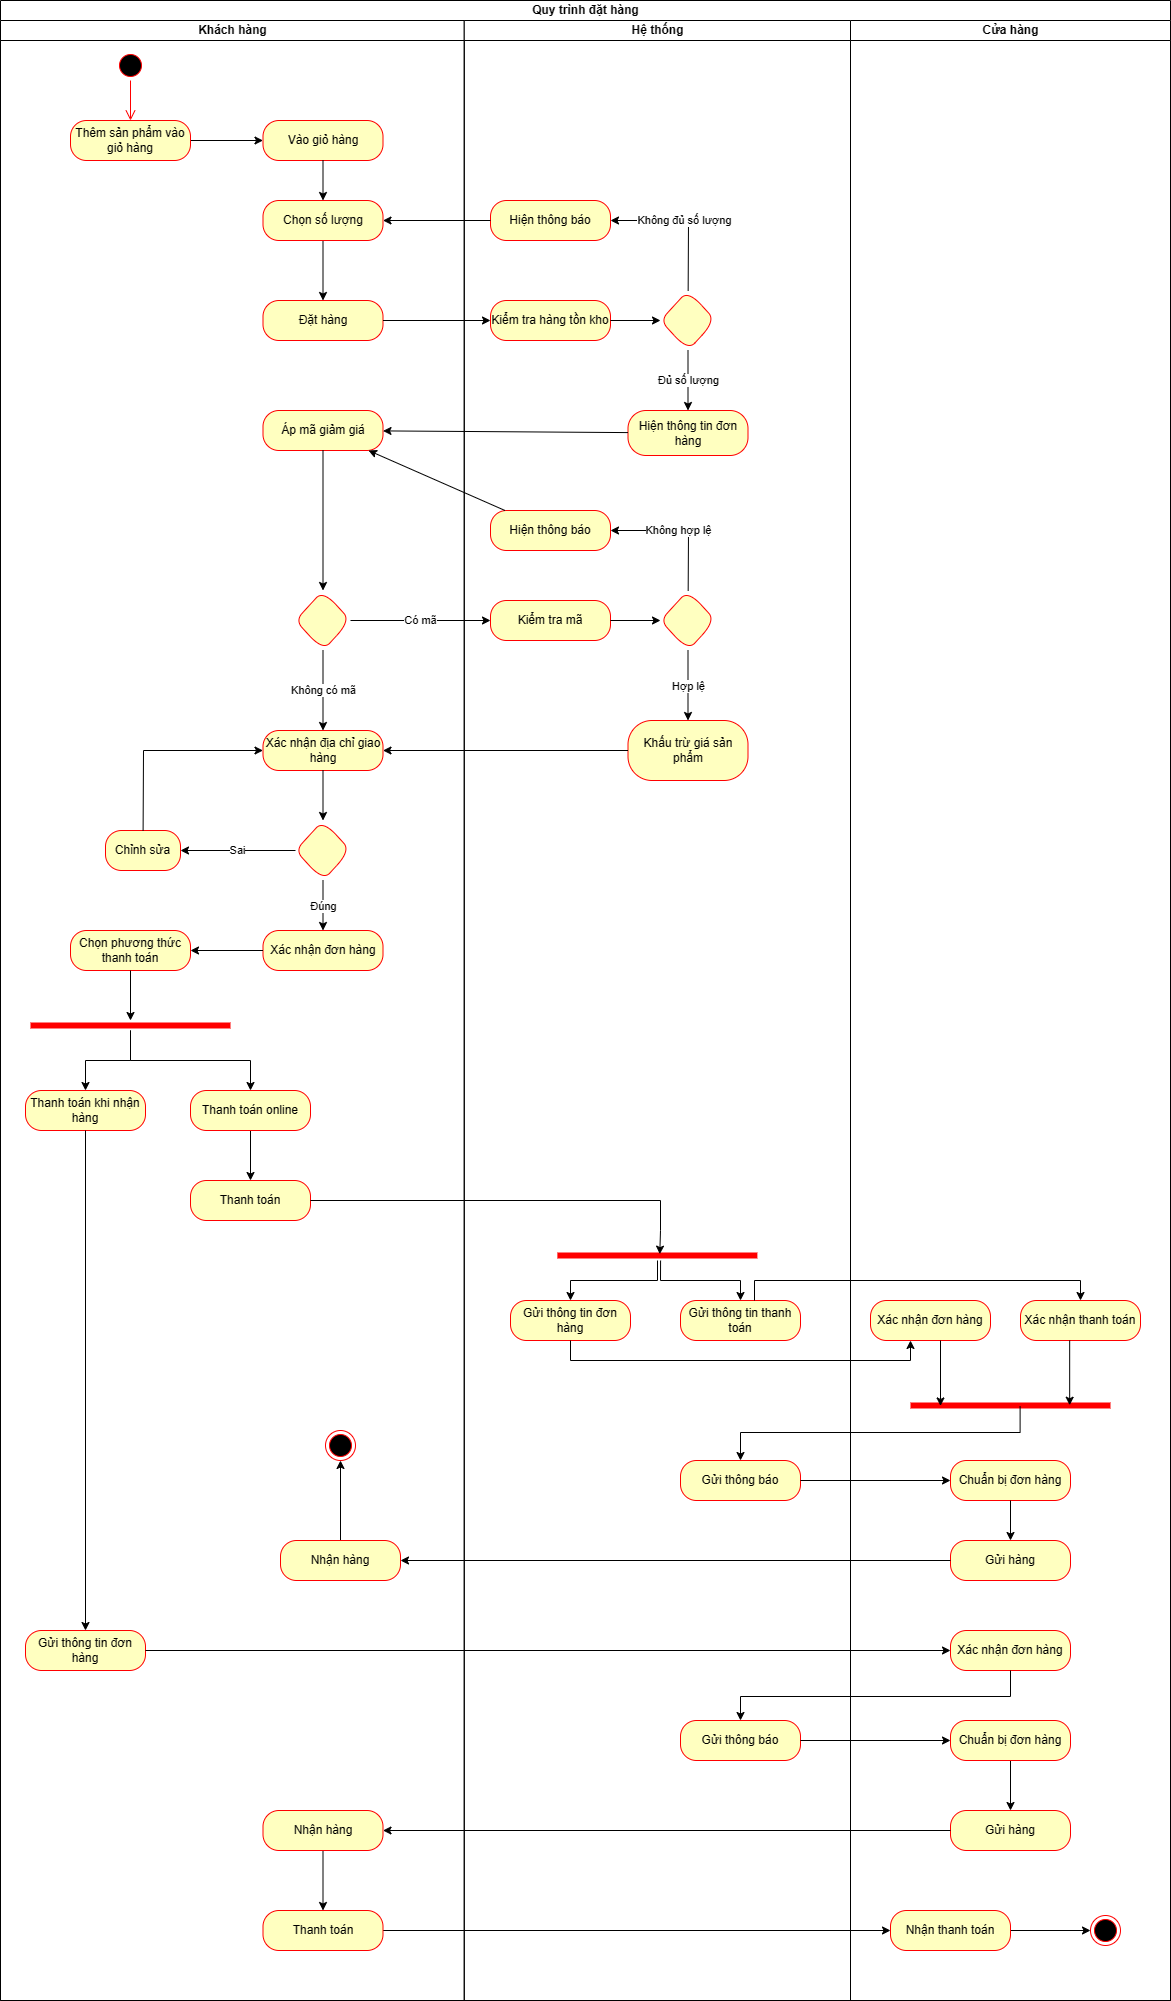 Quy trình đặt hàng
Khách hàng
Hệ thống
Cửa hàng
Thêm sản phẩm vào
giỏ hàng
Vào giỏ hàng
Chọn số lượng
Hiện thông báo
Không đủ số lượng
Đặt hàng
Kiểm tra hàng tồn kho
Đủ số lượng
Áp mã giảm giá
Hiện thông tin đơn
hàng
Hiện thông báo
Không hợp lệ
Có mã
Kiểm tra mã
Không có mã
Hợp lệ
Xác nhận địa chỉ giao
hàng
Khấu trừ giá sản
phẩm
Chỉnh sửa
Sai
Đúng
Chọn phương thức
thanh toán
Xác nhận đơn hàng
Thanh toán khi nhận
hàng
Thanh toán online
Thanh toán
Gửi thông tin đơn
hàng
Gửi thông tin thanh
toán
Xác nhận đơn hàng
Xác nhận thanh toán
Gửi thông báo
Chuẩn bị đơn hàng
Nhận hàng
Gửi hàng
Gửi thông tin đơn
hàng
Xác nhận đơn hàng
Gửi thông báo
Chuẩn bị đơn hàng
Nhận hàng
Gửi hàng
Thanh toán
Nhận thanh toán